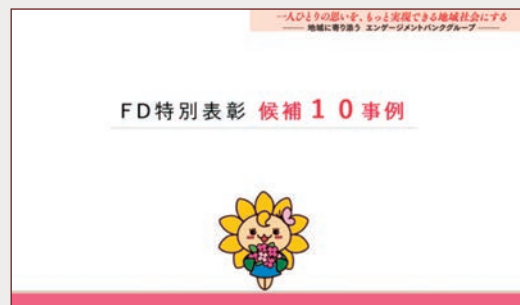 一人ひとりの思いを、もっと実現できる地域社会にする
地域に寄り添う エンゲージメントバンクグループ
FD特別表彰 候補10事例